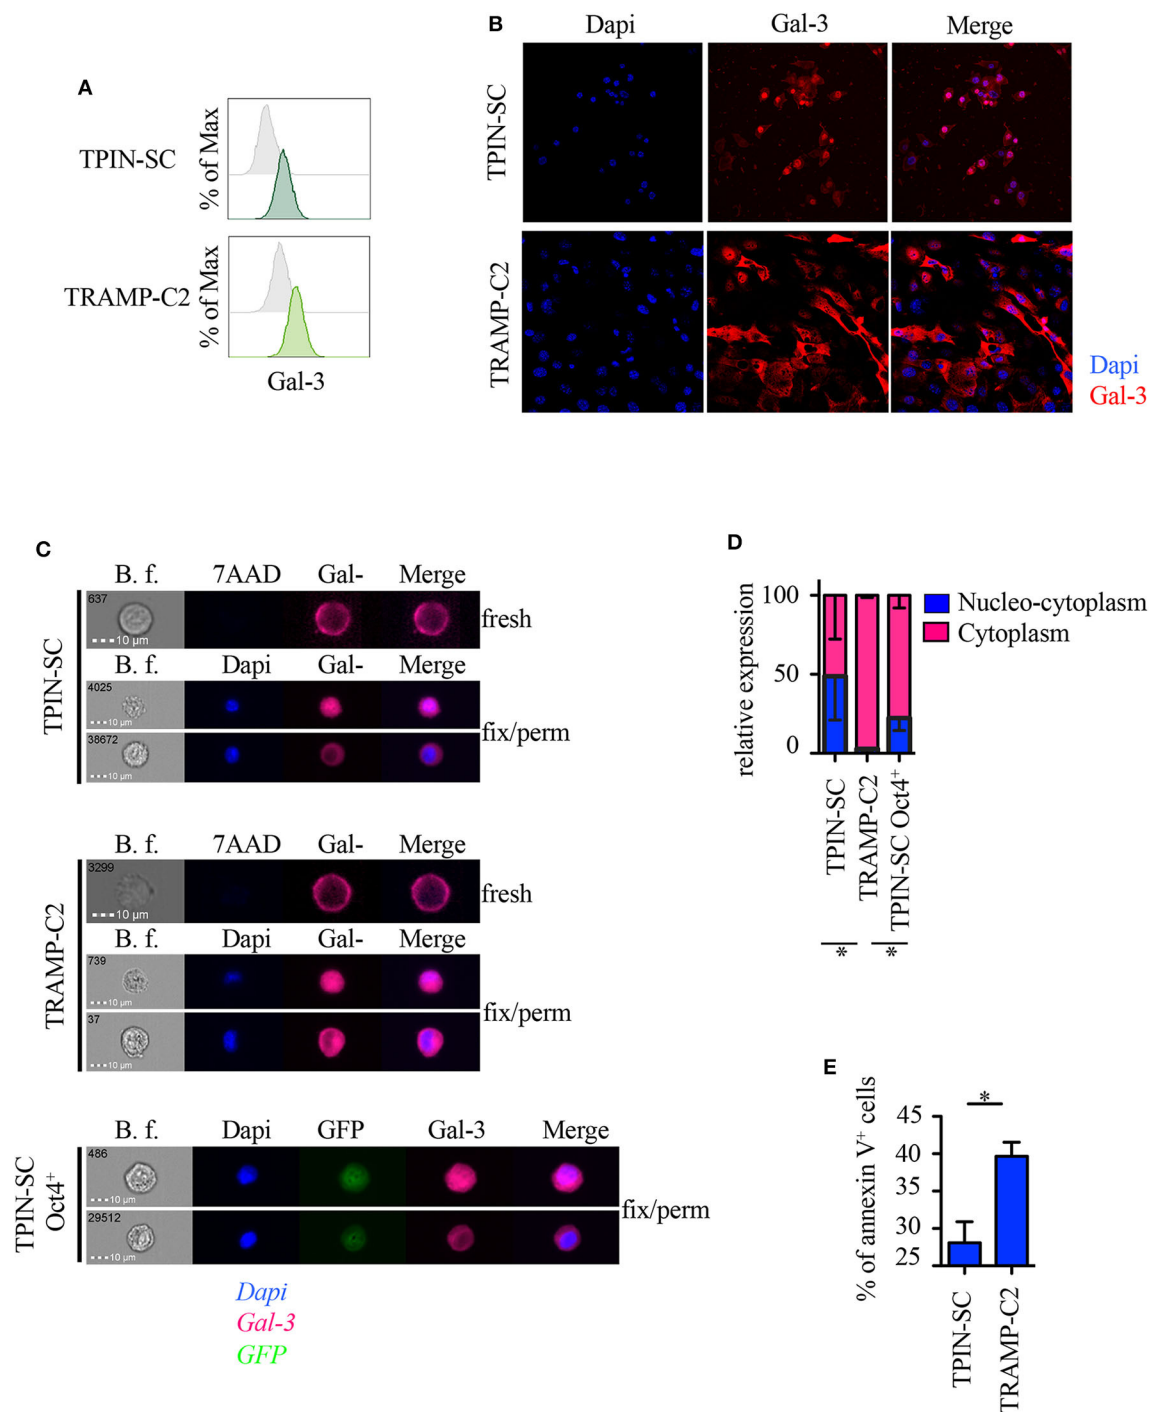 A
TPIN-SC
% of Max
TRAMP-C2
% of Max
Gal-3
B
Dapi Gal-3 Merge
TPIN-SC
TRAMP-C2
Dapi
Gal-3
C
TPIN-SC
B. f. 7AAD Gal- Merge
637
10 µm
fresh
B. f. Dapi Gal- Merge
4025
10 µm
fix/perm
38672
10 µm
TRAMP-C2
B. f. 7AAD Gal- Merge
3299
10 µm
fresh
B. f. Dapi Gal- Merge
739
10 µm
fix/perm
37
10 µm
TPIN-SC
Oct4+
B. f. Dapi GFP Gal-3 Merge
486
10 µm
fix/perm
29512
10 µm
Dapi
Gal-3
GFP
D
relative expression
100
50
0
Nucleo-cytoplasm
Cytoplasm
TPIN-SC
TRAMP-C2
TPIN-SC Oct4+
* *
E
% of annexin V+ cells
*
45
40
35
30
25
TPIN-SC
TRAMP-C2